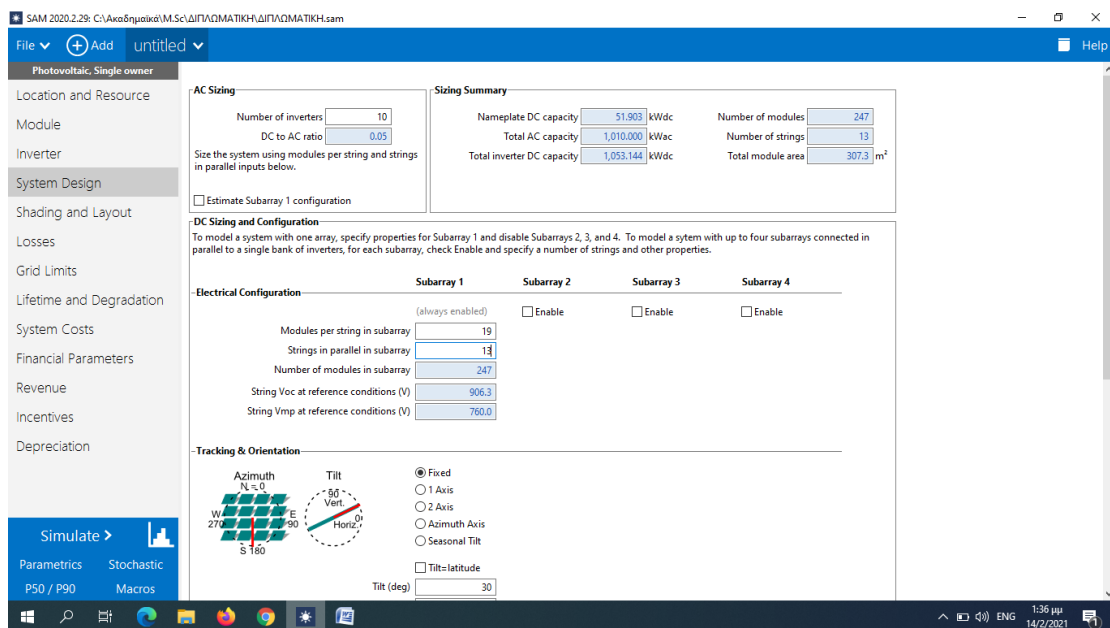 SAM 2020.2.29: C:\Ακαδημαϊκά\M.Sc\ΔΙΠΛΩΜΑΤΙΚΗ\ΔΙΠΛΩΜΑΤΙΚΗ.sam
File Add untitled Help
Photovoltaic, Single owner
Location and Resource
Module
Inverter
System Design
Shading and Layout
Losses
Grid Limits
Lifetime and Degradation
System Costs
Financial Parameters
Revenue
Incentives
Depreciation
Simulate >
Parametrics Stochastic
P50 / P90 Macros
AC Sizing
Number of inverters 10
DC to AC ratio 0.05
Size the system using modules per string and strings
in parallel inputs below.
Estimate Subarray 1 configuration
Sizing Summary
Nameplate DC capacity 51.903 kWdc Number of modules 247
Total AC capacity 1,010.000 kWac Number of strings 13
Total inverter DC capacity 1,053.144 kWdc Total module area 307.3 m²
DC Sizing and Configuration
To model a system with one array, specify properties for Subarray 1 and disable Subarrays 2, 3, and 4. To model a sytem with up to four subarrays connected in
parallel to a single bank of inverters, for each subarray, check Enable and specify a number of strings and other properties.
Subarray 1 Subarray 2 Subarray 3 Subarray 4
Electrical Configuration
(always enabled) Enable Enable Enable
Modules per string in subarray 19
Strings in parallel in subarray 13
Number of modules in subarray 247
String Voc at reference conditions (V) 906.3
String Vmp at reference conditions (V) 760.0
Tracking & Orientation
Azimuth Tilt
N = 0
W 270
E 90
S 180
90
Vert.
0
Horiz.
Fixed
1 Axis
2 Axis
Azimuth Axis
Seasonal Tilt
Tilt=latitude
Tilt (deg) 30
ENG
1:36 μμ
14/2/2021